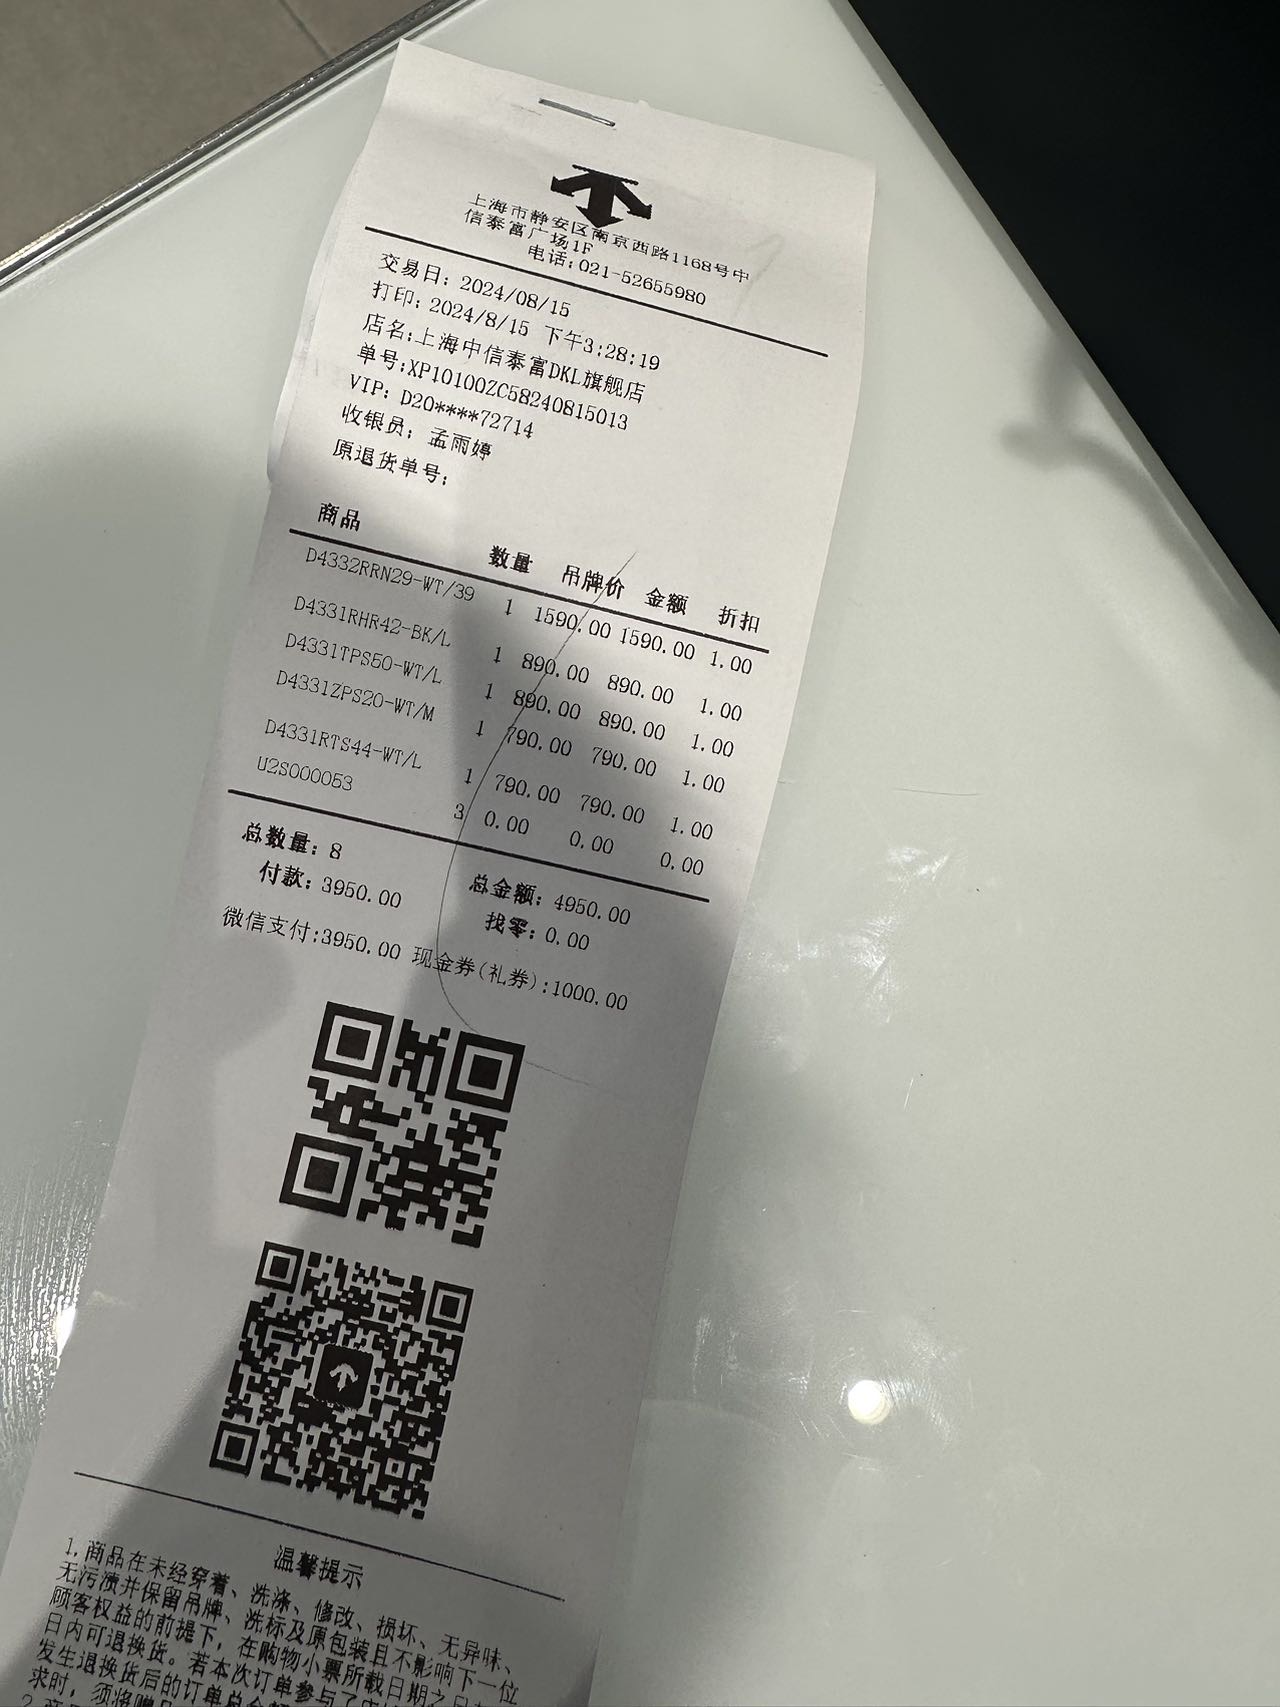 上海市静安区南京西路1168号中
信泰富广场1F
电话:021-52655980
交易日: 2024/08/15
打印: 2024/8/15 下午3:28:19
店名:上海中信泰富DKL旗舰店
单号:XP10100ZC58240815013
VIP: D20****72714
收银员: 孟雨婷
原退货单号:
商品 数量 吊牌价 金额 折扣
D4332RRN29-WT/39 1 1590.00 1590.00 1.00
D4331RHR42-BK/L 1 890.00 890.00 1.00
D4331TPS50-WT/L 1 890.00 890.00 1.00
D4331ZPS20-WT/M 1 790.00 790.00 1.00
D4331RTS44-WT/L 1 790.00 790.00 1.00
U2S000053 3 0.00 0.00 0.00
总数量: 8 总金额: 4950.00
付款: 3950.00 找零: 0.00
微信支付:3950.00 现金券(礼券):1000.00
温馨提示
1,商品在未经穿着、洗涤、修改、损坏、无异味、
无污渍并保留吊牌、洗标及原包装且不影响下一位
顾客权益的前提下，在购物小票所载日期之日
日内可退换货。若本次订单参与了
发生退换货后的订单总金
求时，须将赠